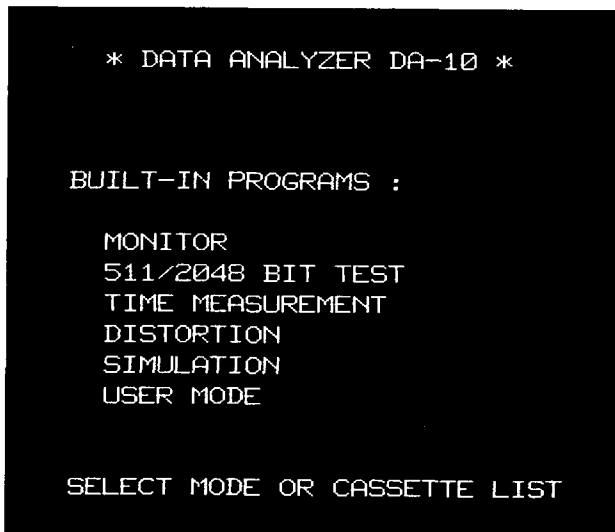 * DATA ANALYZER DA-10 *
BUILT-IN PROGRAMS :
MONITOR
511/2048 BIT TEST
TIME MEASUREMENT
DISTORTION
SIMULATION
USER MODE
SELECT MODE OR CASSETTE LIST